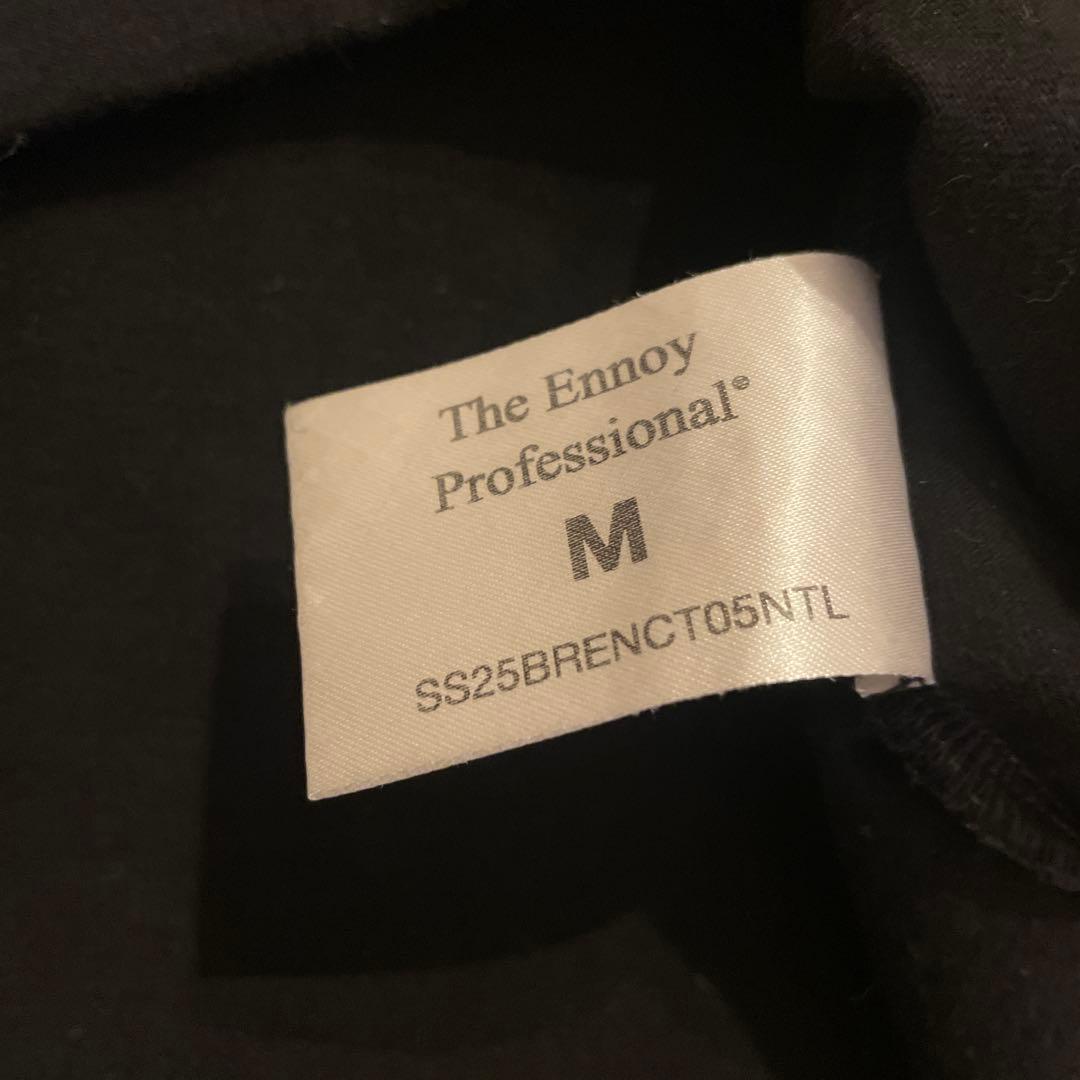 The Ennoy
Professional®
M
SS25BRENCT05NTL